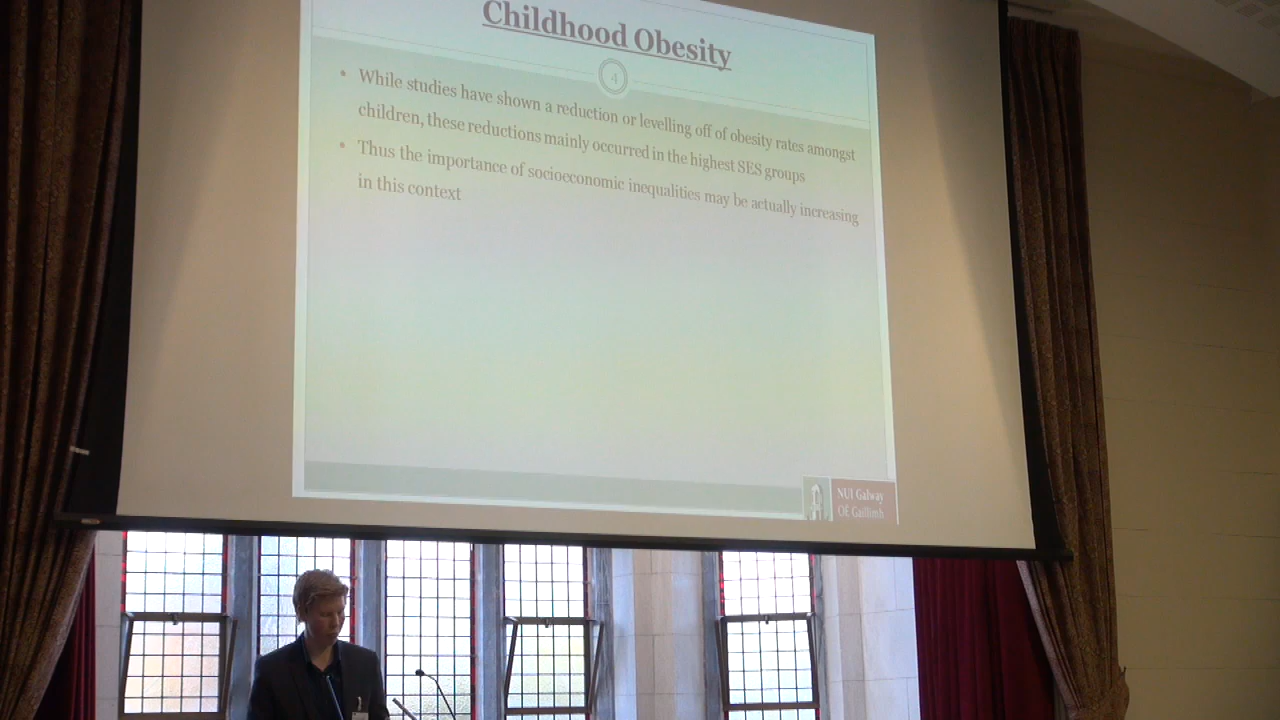 Childhood Obesity
4
• While studies have shown a reduction or levelling off of obesity rates amongst
children, these reductions mainly occurred in the highest SES groups
• Thus the importance of socioeconomic inequalities may be actually increasing
in this context
NUI Galway
OÉ Gaillimh